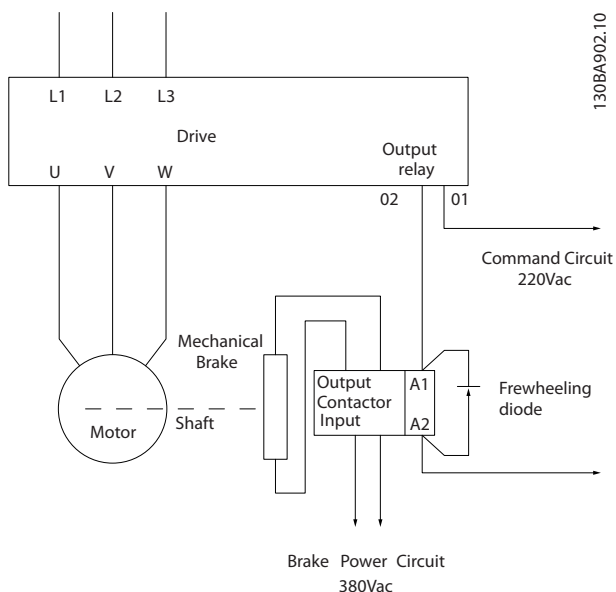 130BA902.10
L1 L2 L3
Drive
Output
relay
U V W
02 01
Command Circuit
220Vac
Mechanical
Brake
Output
Contactor
Input
A1
A2
Frewheeling
diode
Shaft
Motor
Brake Power Circuit
380Vac